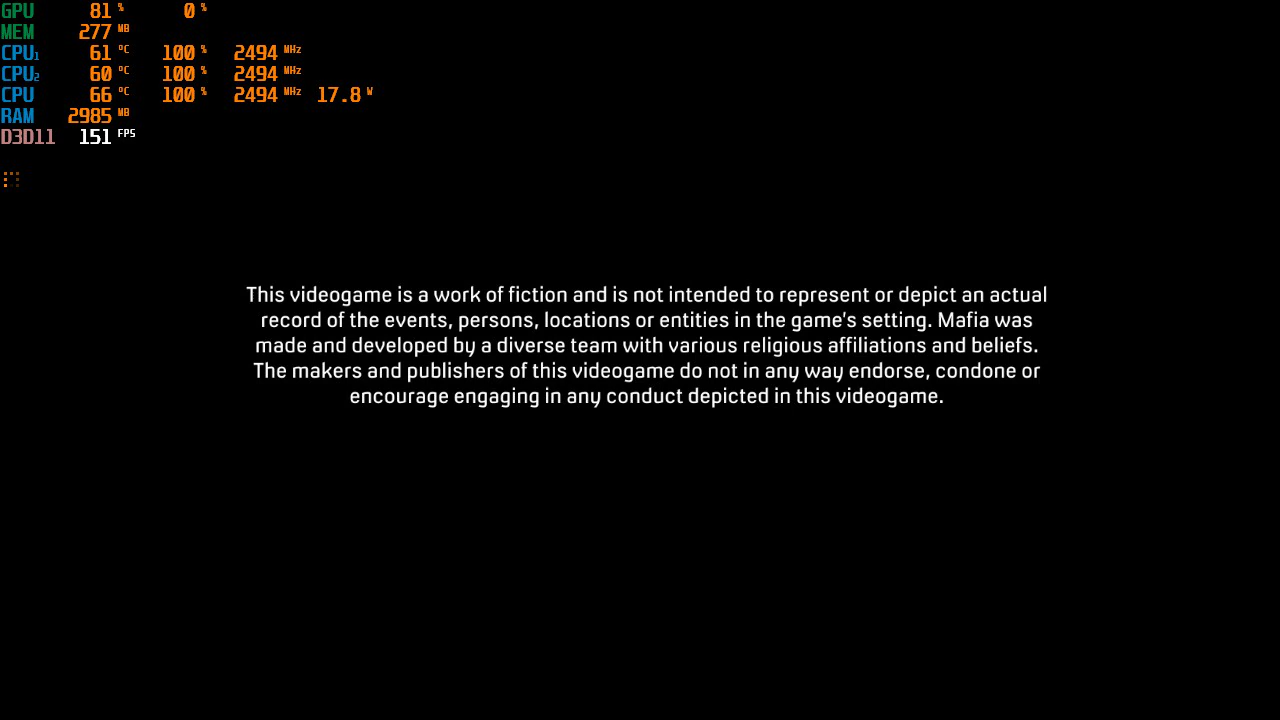 GPU 81 % 0 %
MEM 277 MB
CPU1 61 °C 100 % 2494 MHz
CPU2 60 °C 100 % 2494 MHz
CPU 66 °C 100 % 2494 MHz 17.8 W
RAM 2985 MB
D3D11 151 FPS
This videogame is a work of fiction and is not intended to represent or depict an actual
record of the events, persons, locations or entities in the game's setting. Mafia was
made and developed by a diverse team with various religious affiliations and beliefs.
The makers and publishers of this videogame do not in any way endorse, condone or
encourage engaging in any conduct depicted in this videogame.